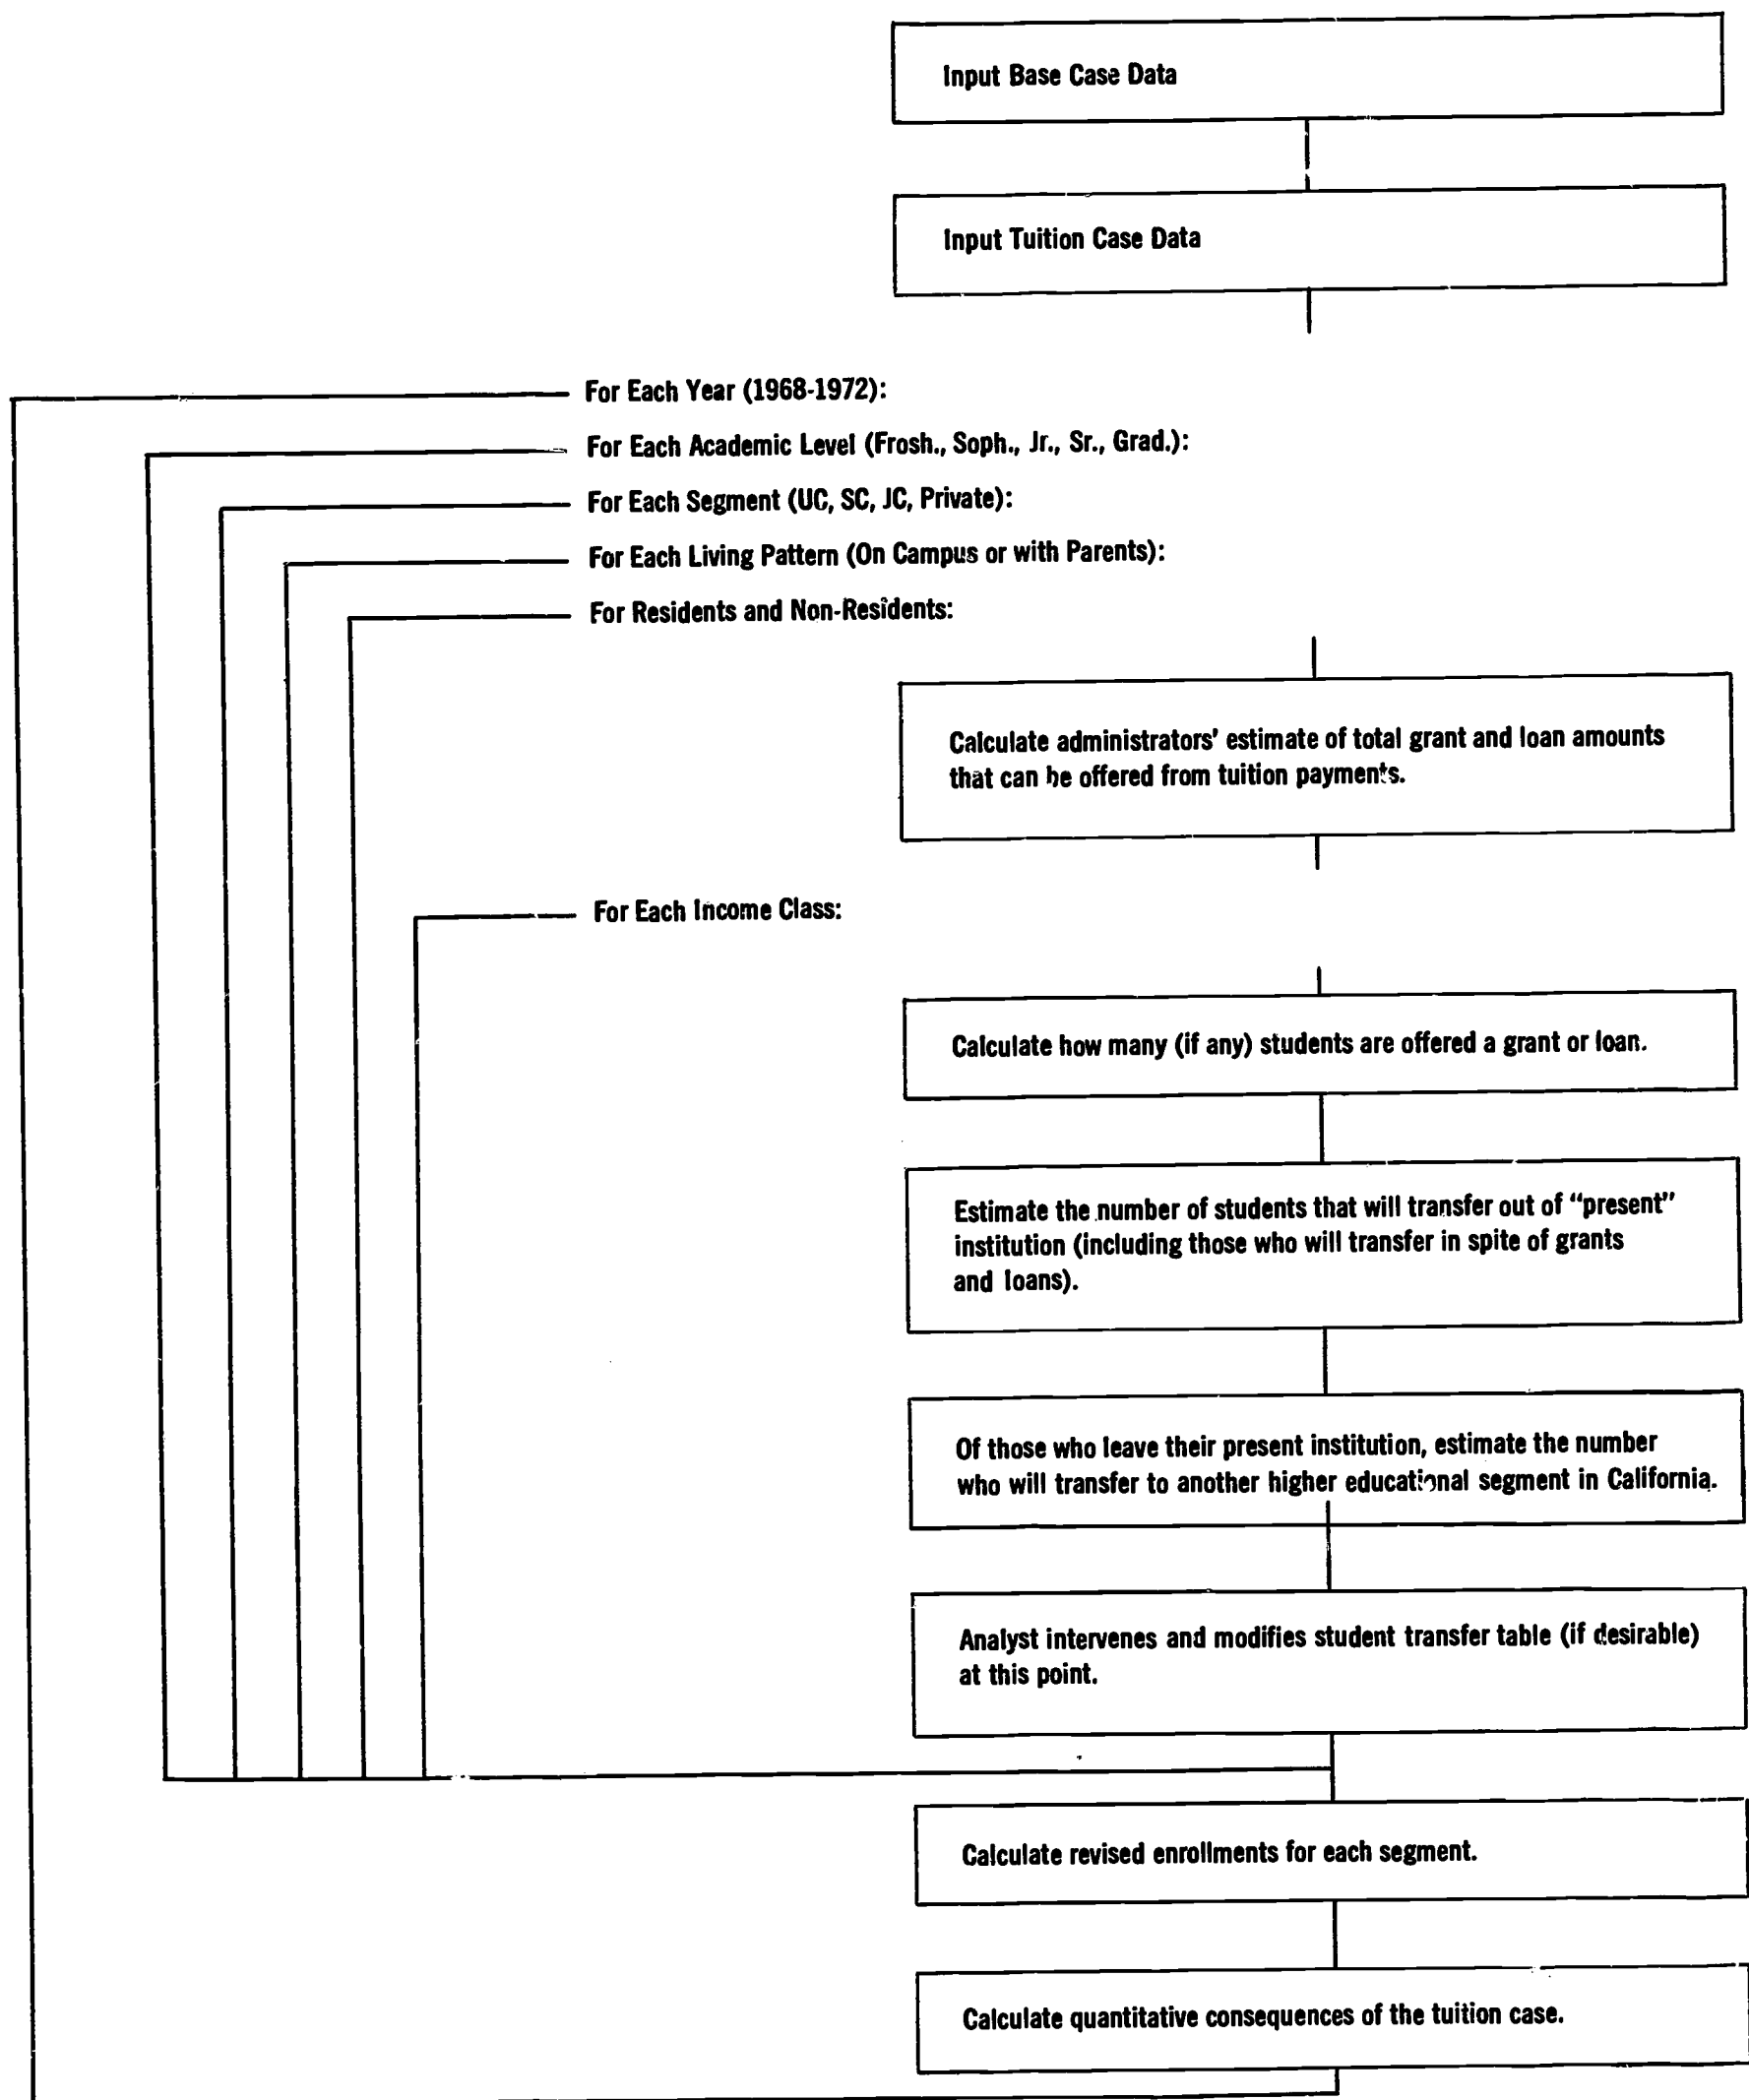 Input Base Case Data
Input Tuition Case Data
For Each Year (1968-1972):
For Each Academic Level (Frosh., Soph., Jr., Sr., Grad.):
For Each Segment (UC, SC, JC, Private):
For Each Living Pattern (On Campus or with Parents):
For Residents and Non-Residents:
Calculate administrators' estimate of total grant and loan amounts
that can be offered from tuition payments.
For Each Income Class:
Calculate how many (if any) students are offered a grant or loan.
Estimate the number of students that will transfer out of “present”
institution (including those who will transfer in spite of grants
and loans).
Of those who leave their present institution, estimate the number
who will transfer to another higher educational segment in California.
Analyst intervenes and modifies student transfer table (if desirable)
at this point.
Calculate revised enrollments for each segment.
Calculate quantitative consequences of the tuition case.